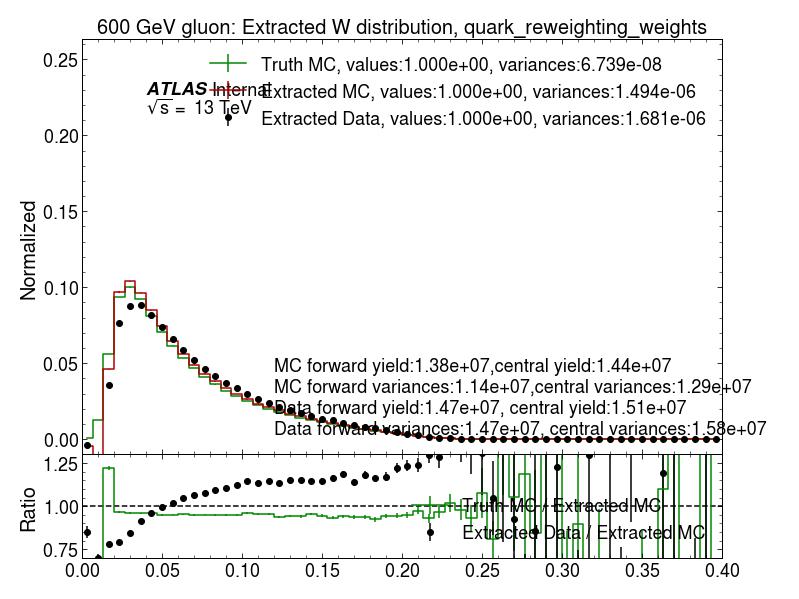 600 GeV gluon: Extracted W distribution, quark_reweighting_weights
Truth MC, values:1.000e+00, variances:6.739e-08
ATLAS Internal
Extracted MC, values:1.000e+00, variances:1.494e-06
√s = 13 TeV
Extracted Data, values:1.000e+00, variances:1.681e-06
Normalized
0.25
0.20
0.15
0.10
0.05
0.00
MC forward yield:1.38e+07,central yield:1.44e+07
MC forward variances:1.14e+07,central variances:1.29e+07
Data forward yield:1.47e+07, central yield:1.51e+07
Data forward variances:1.47e+07, central variances:1.58e+07
Ratio
1.25
1.00
0.75
Truth MC / Extracted MC
Extracted Data / Extracted MC
0.00 0.05 0.10 0.15 0.20 0.25 0.30 0.35 0.40